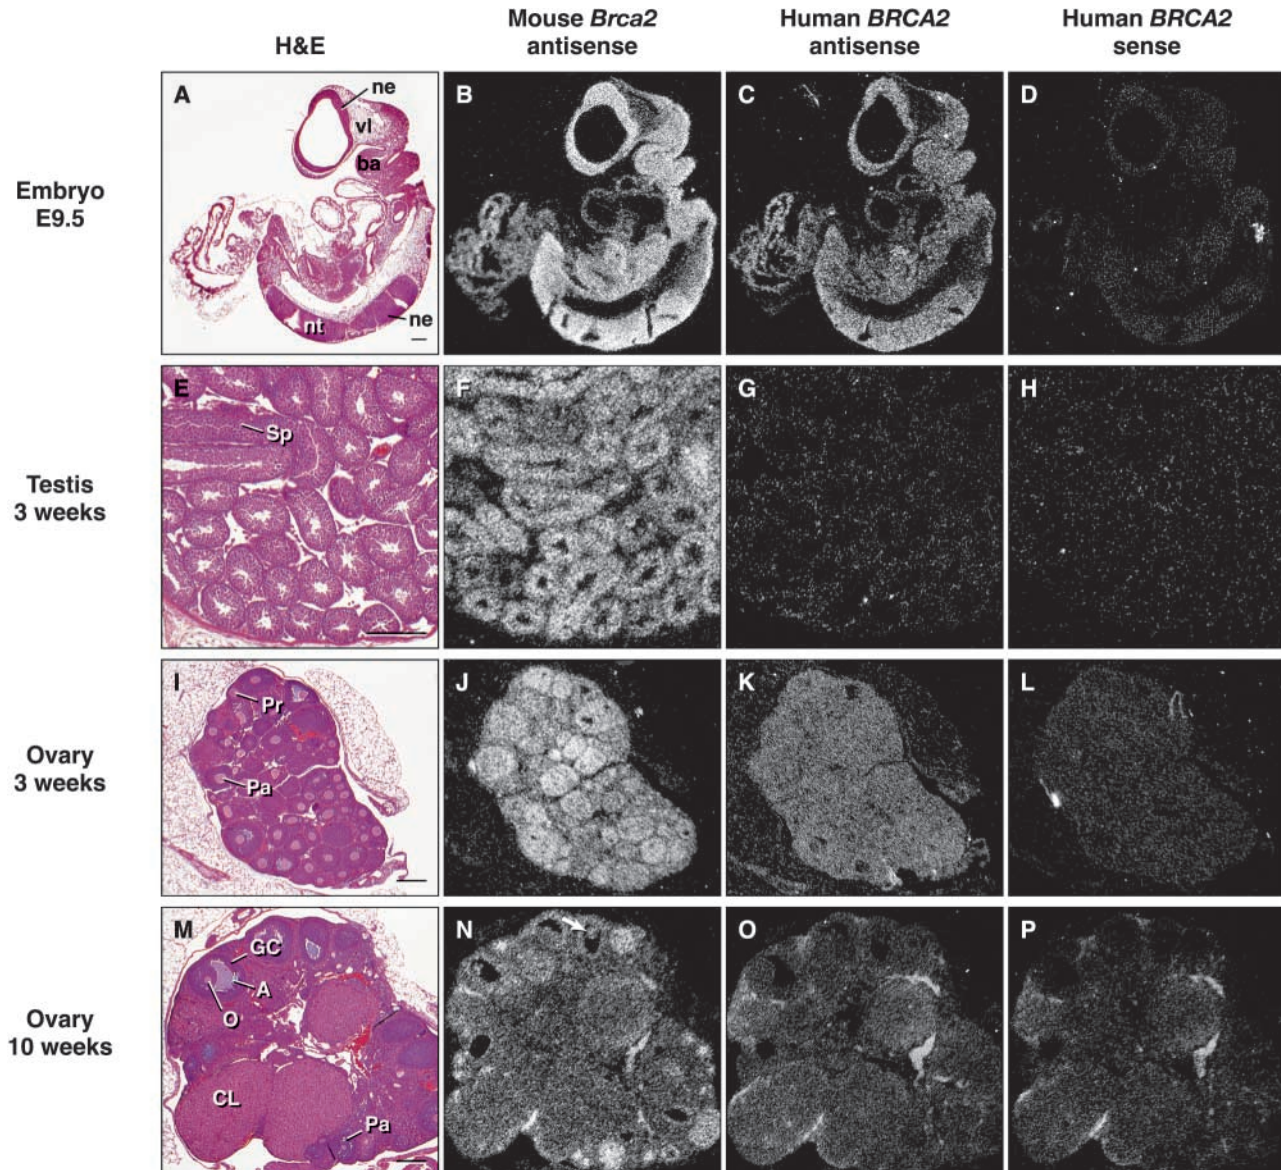 H&E
Mouse Brca2
antisense
Human BRCA2
antisense
Human BRCA2
sense
Embryo
E9.5
A
ne
vl
ba
nt
ne
B
C
D
Testis
3 weeks
E
Sp
F
G
H
Ovary
3 weeks
I
Pr
Pa
J
K
L
Ovary
10 weeks
M
GC
A
O
CL
Pa
N
O
P